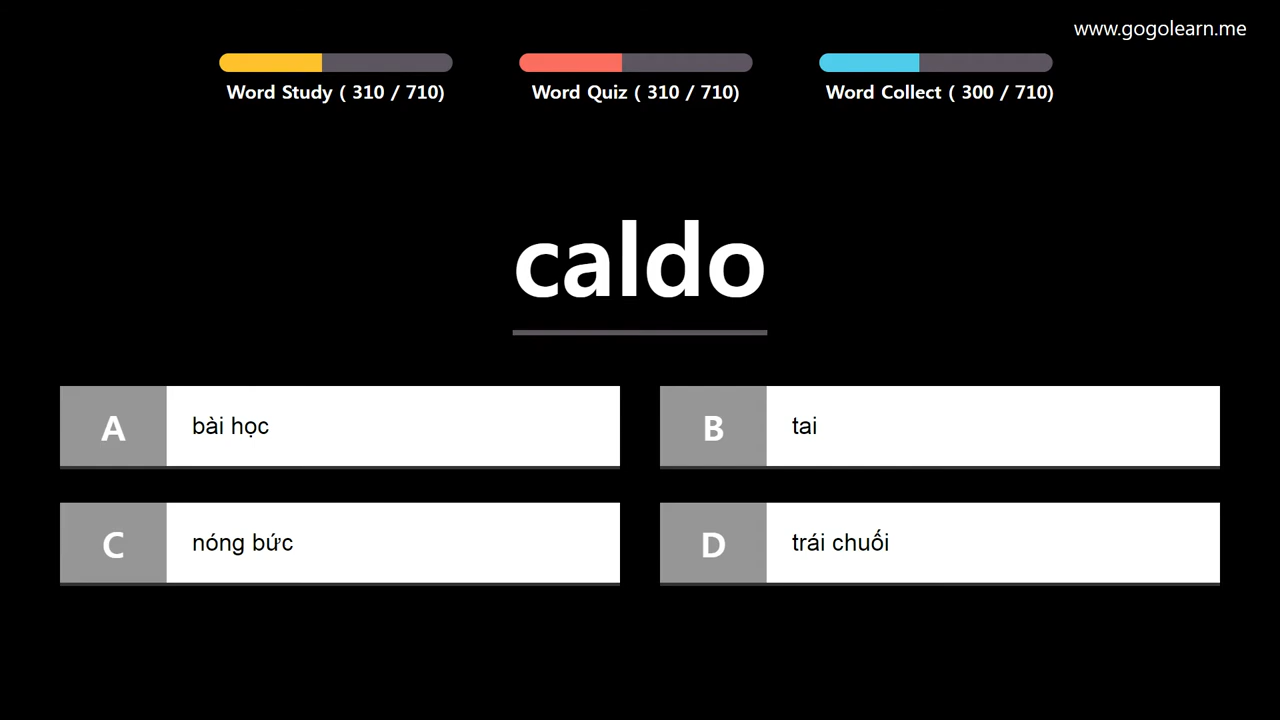 www.gogolearn.me
Word Study ( 310 / 710)
Word Quiz ( 310 / 710)
Word Collect ( 300 / 710)
caldo
A
bài học
B
tai
C
nóng bức
D
trái chuối